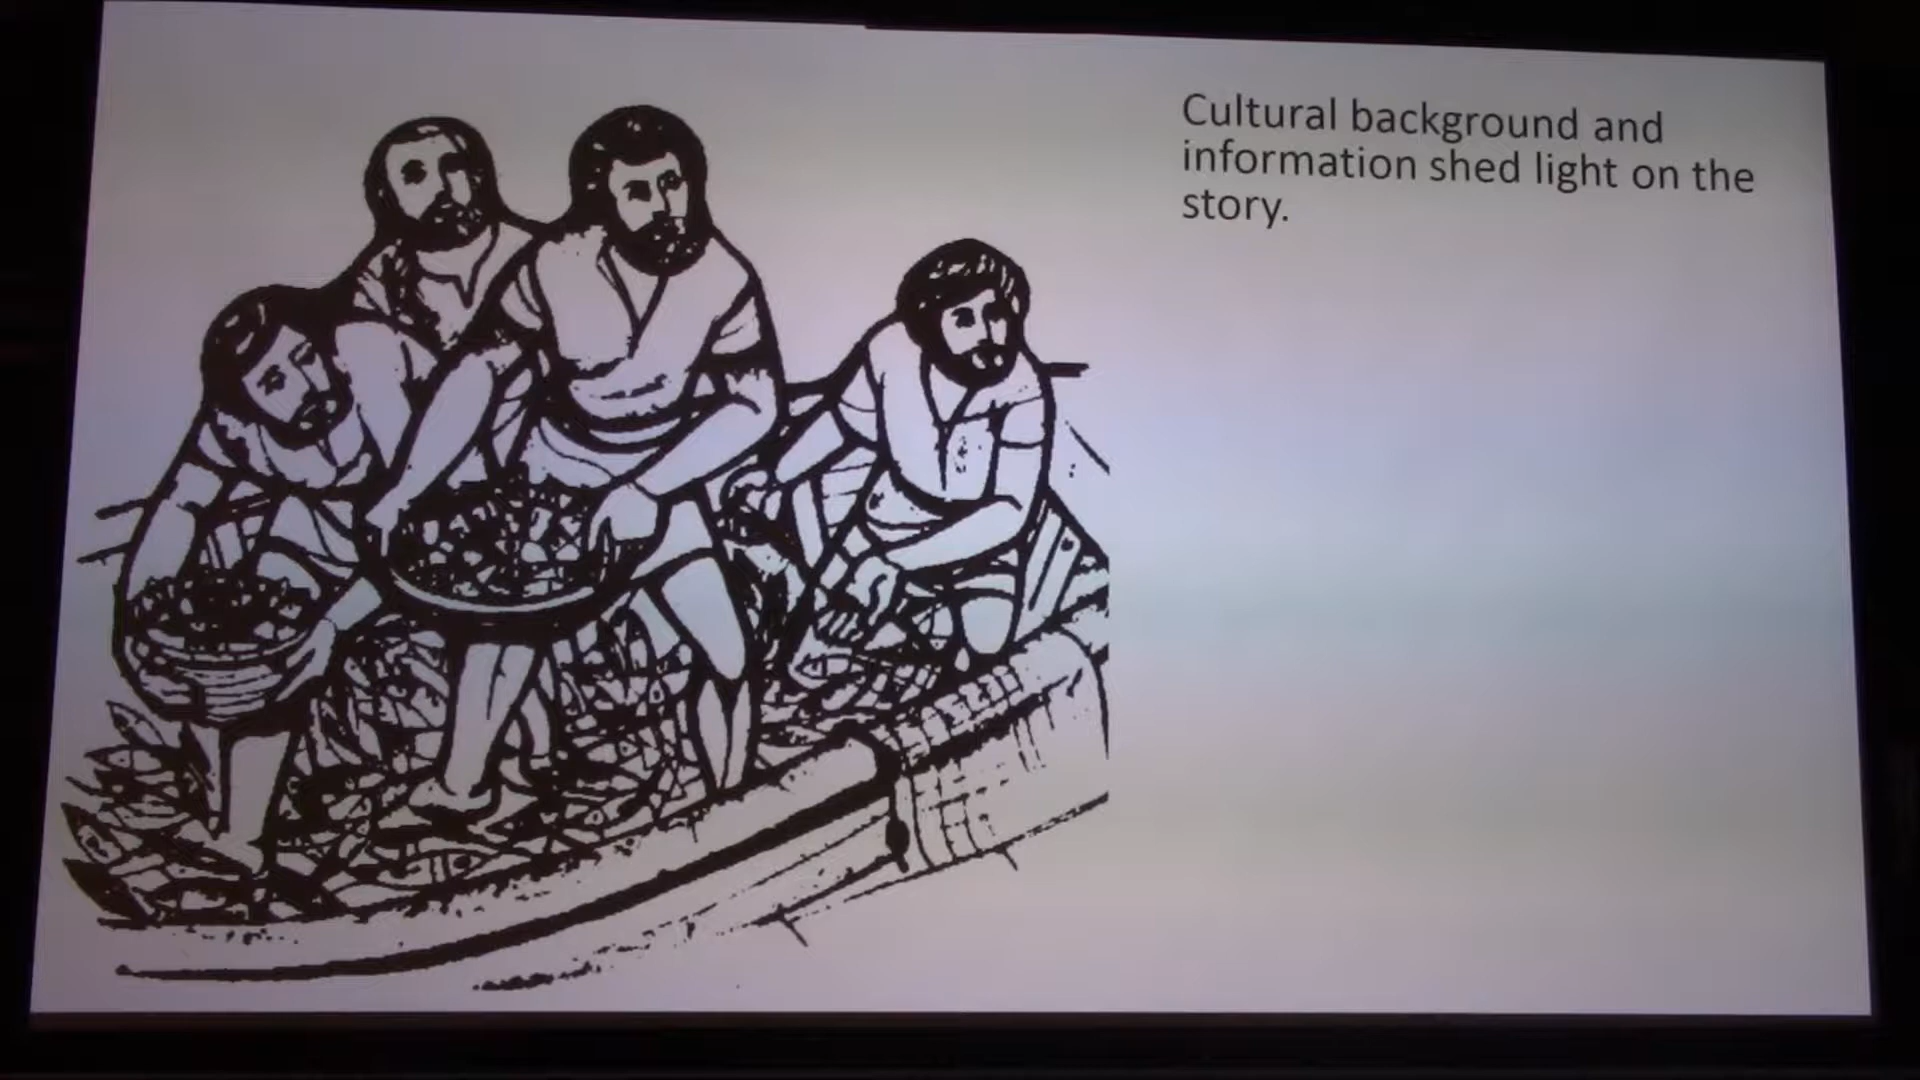 Cultural background and
information shed light on the
story.